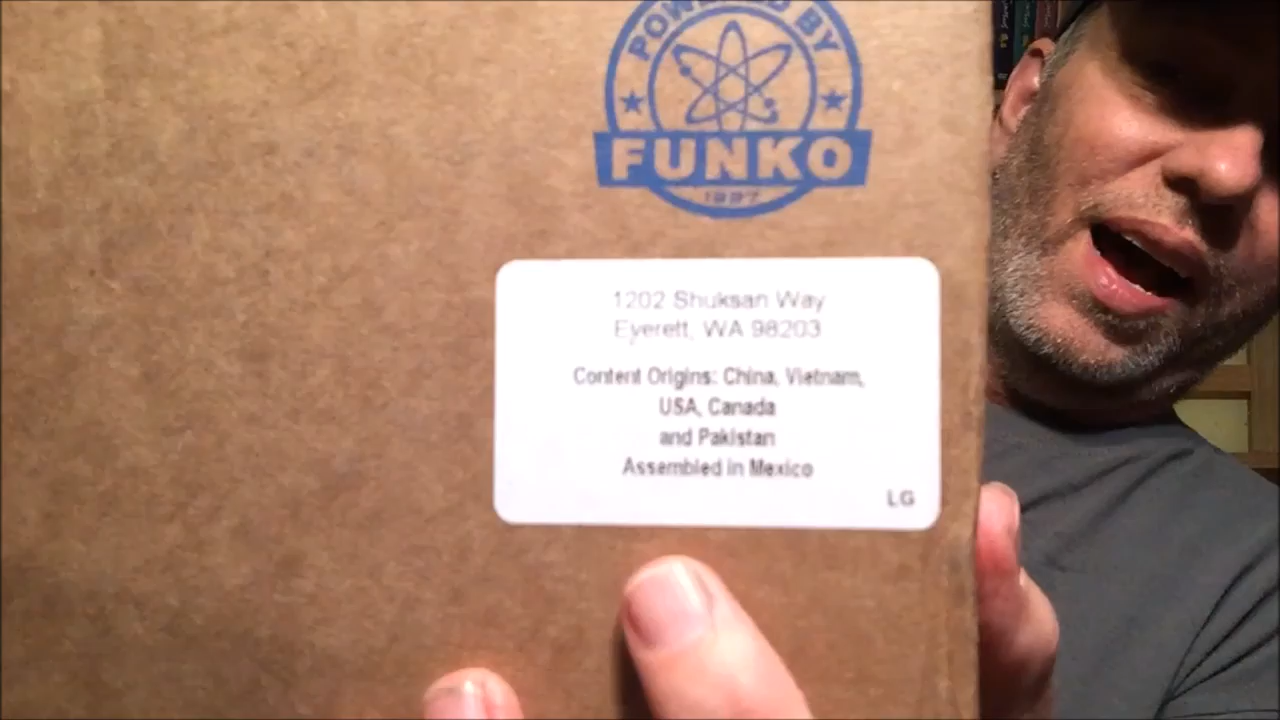 POWERED BY
FUNKO
1997
1202 Shuksan Way
Everett, WA 98203
Content Origins: China, Vietnam,
USA, Canada
and Pakistan
Assembled in Mexico
LG